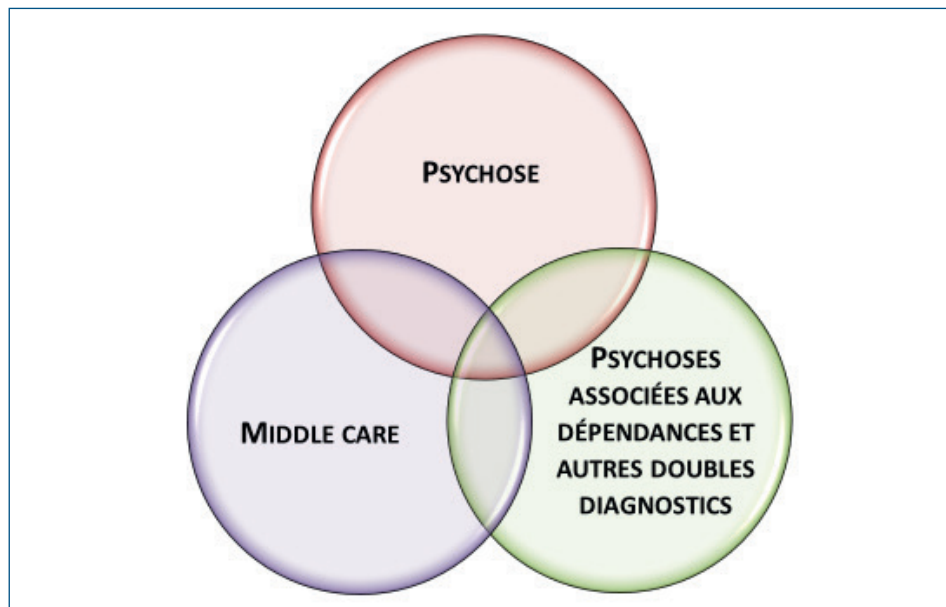 PSYCHOSE
MIDDLE CARE
PSYCHOSES
ASSOCIÉES AUX
DÉPENDANCES ET
AUTRES DOUBLES
DIAGNOSTICS